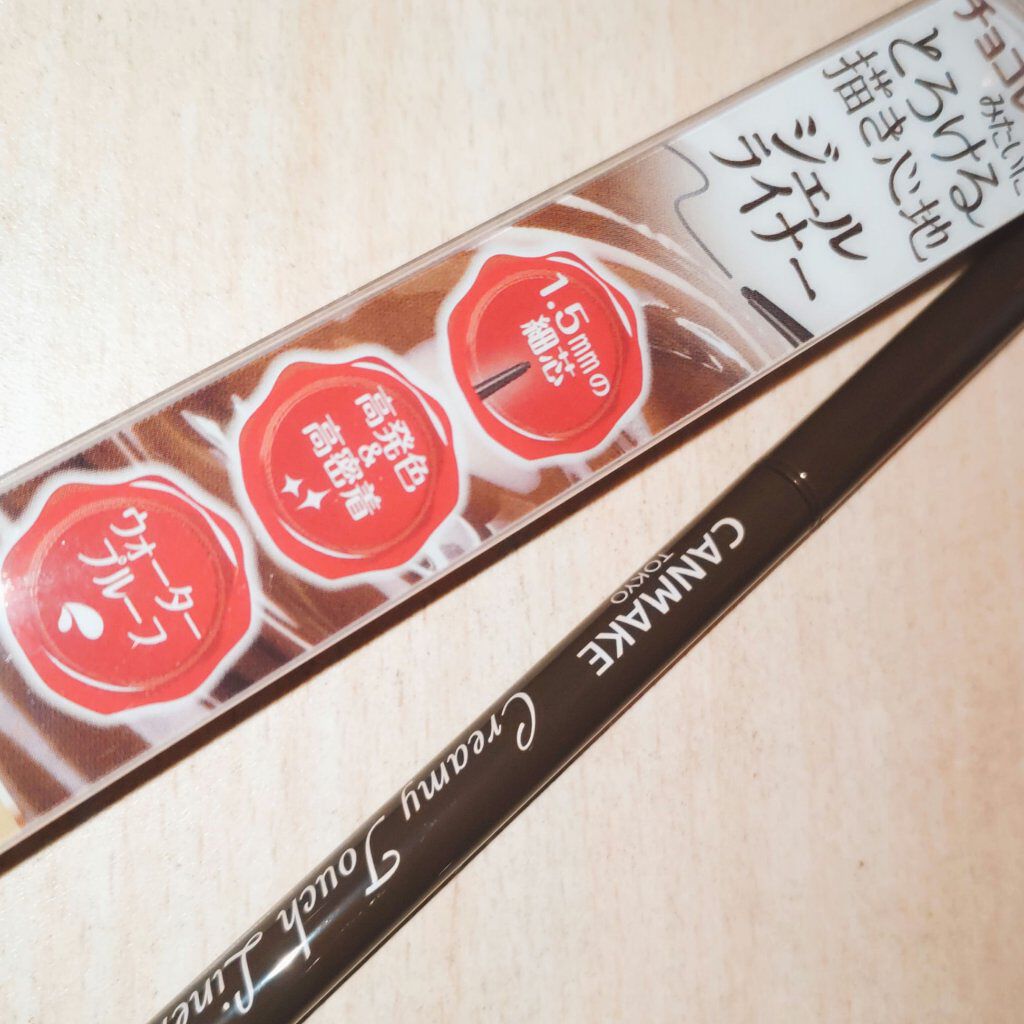 チョコレ
みたいに
とろける
描き心地
ジェル
ライナー
1.5mmの
細芯
高発色
&
高密着
ウォーター
プルーフ
CANMAKE
TOKYO
Creamy Touch Liner